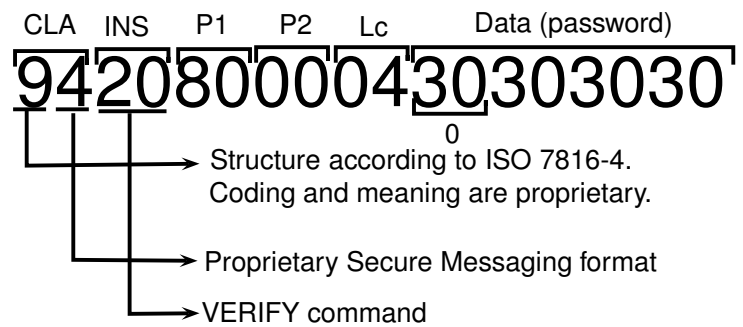 CLA INS P1 P2 Lc Data (password)
94208000043030303030
0
Structure according to ISO 7816-4.
Coding and meaning are proprietary.
Proprietary Secure Messaging format
VERIFY command